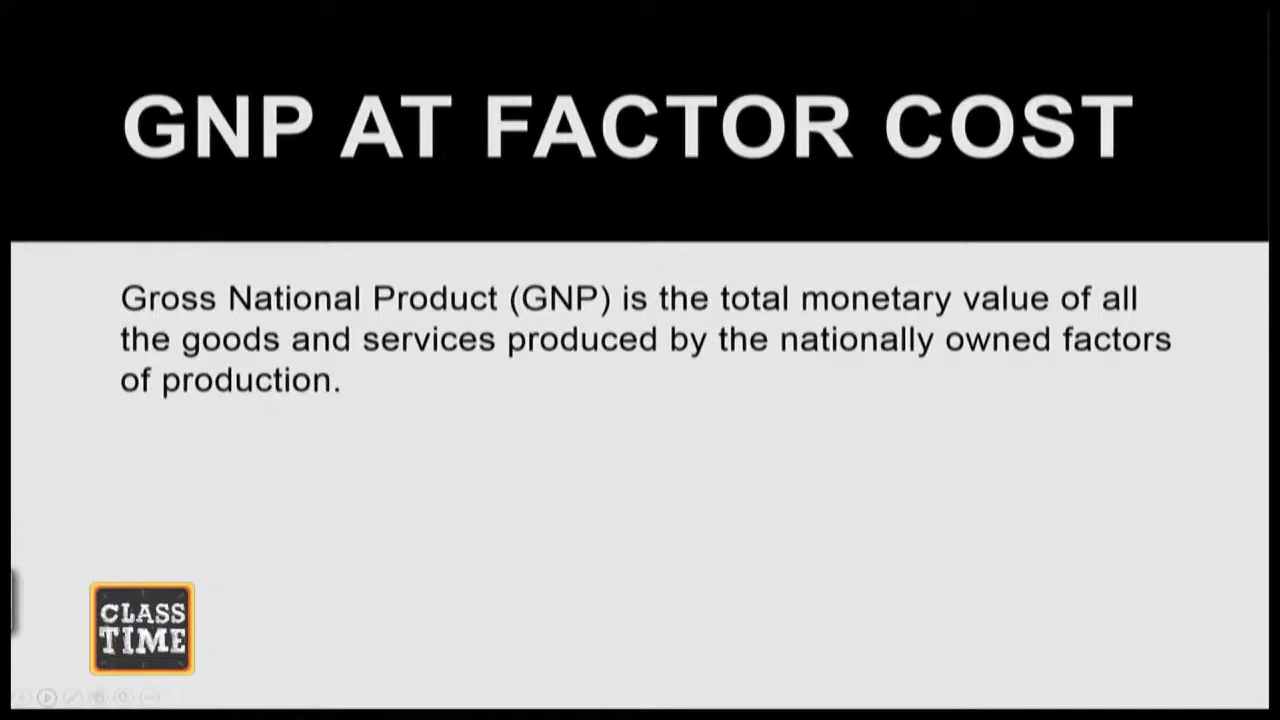 GNP AT FACTOR COST
Gross National Product (GNP) is the total monetary value of all
the goods and services produced by the nationally owned factors
of production.
CLASS
TIME